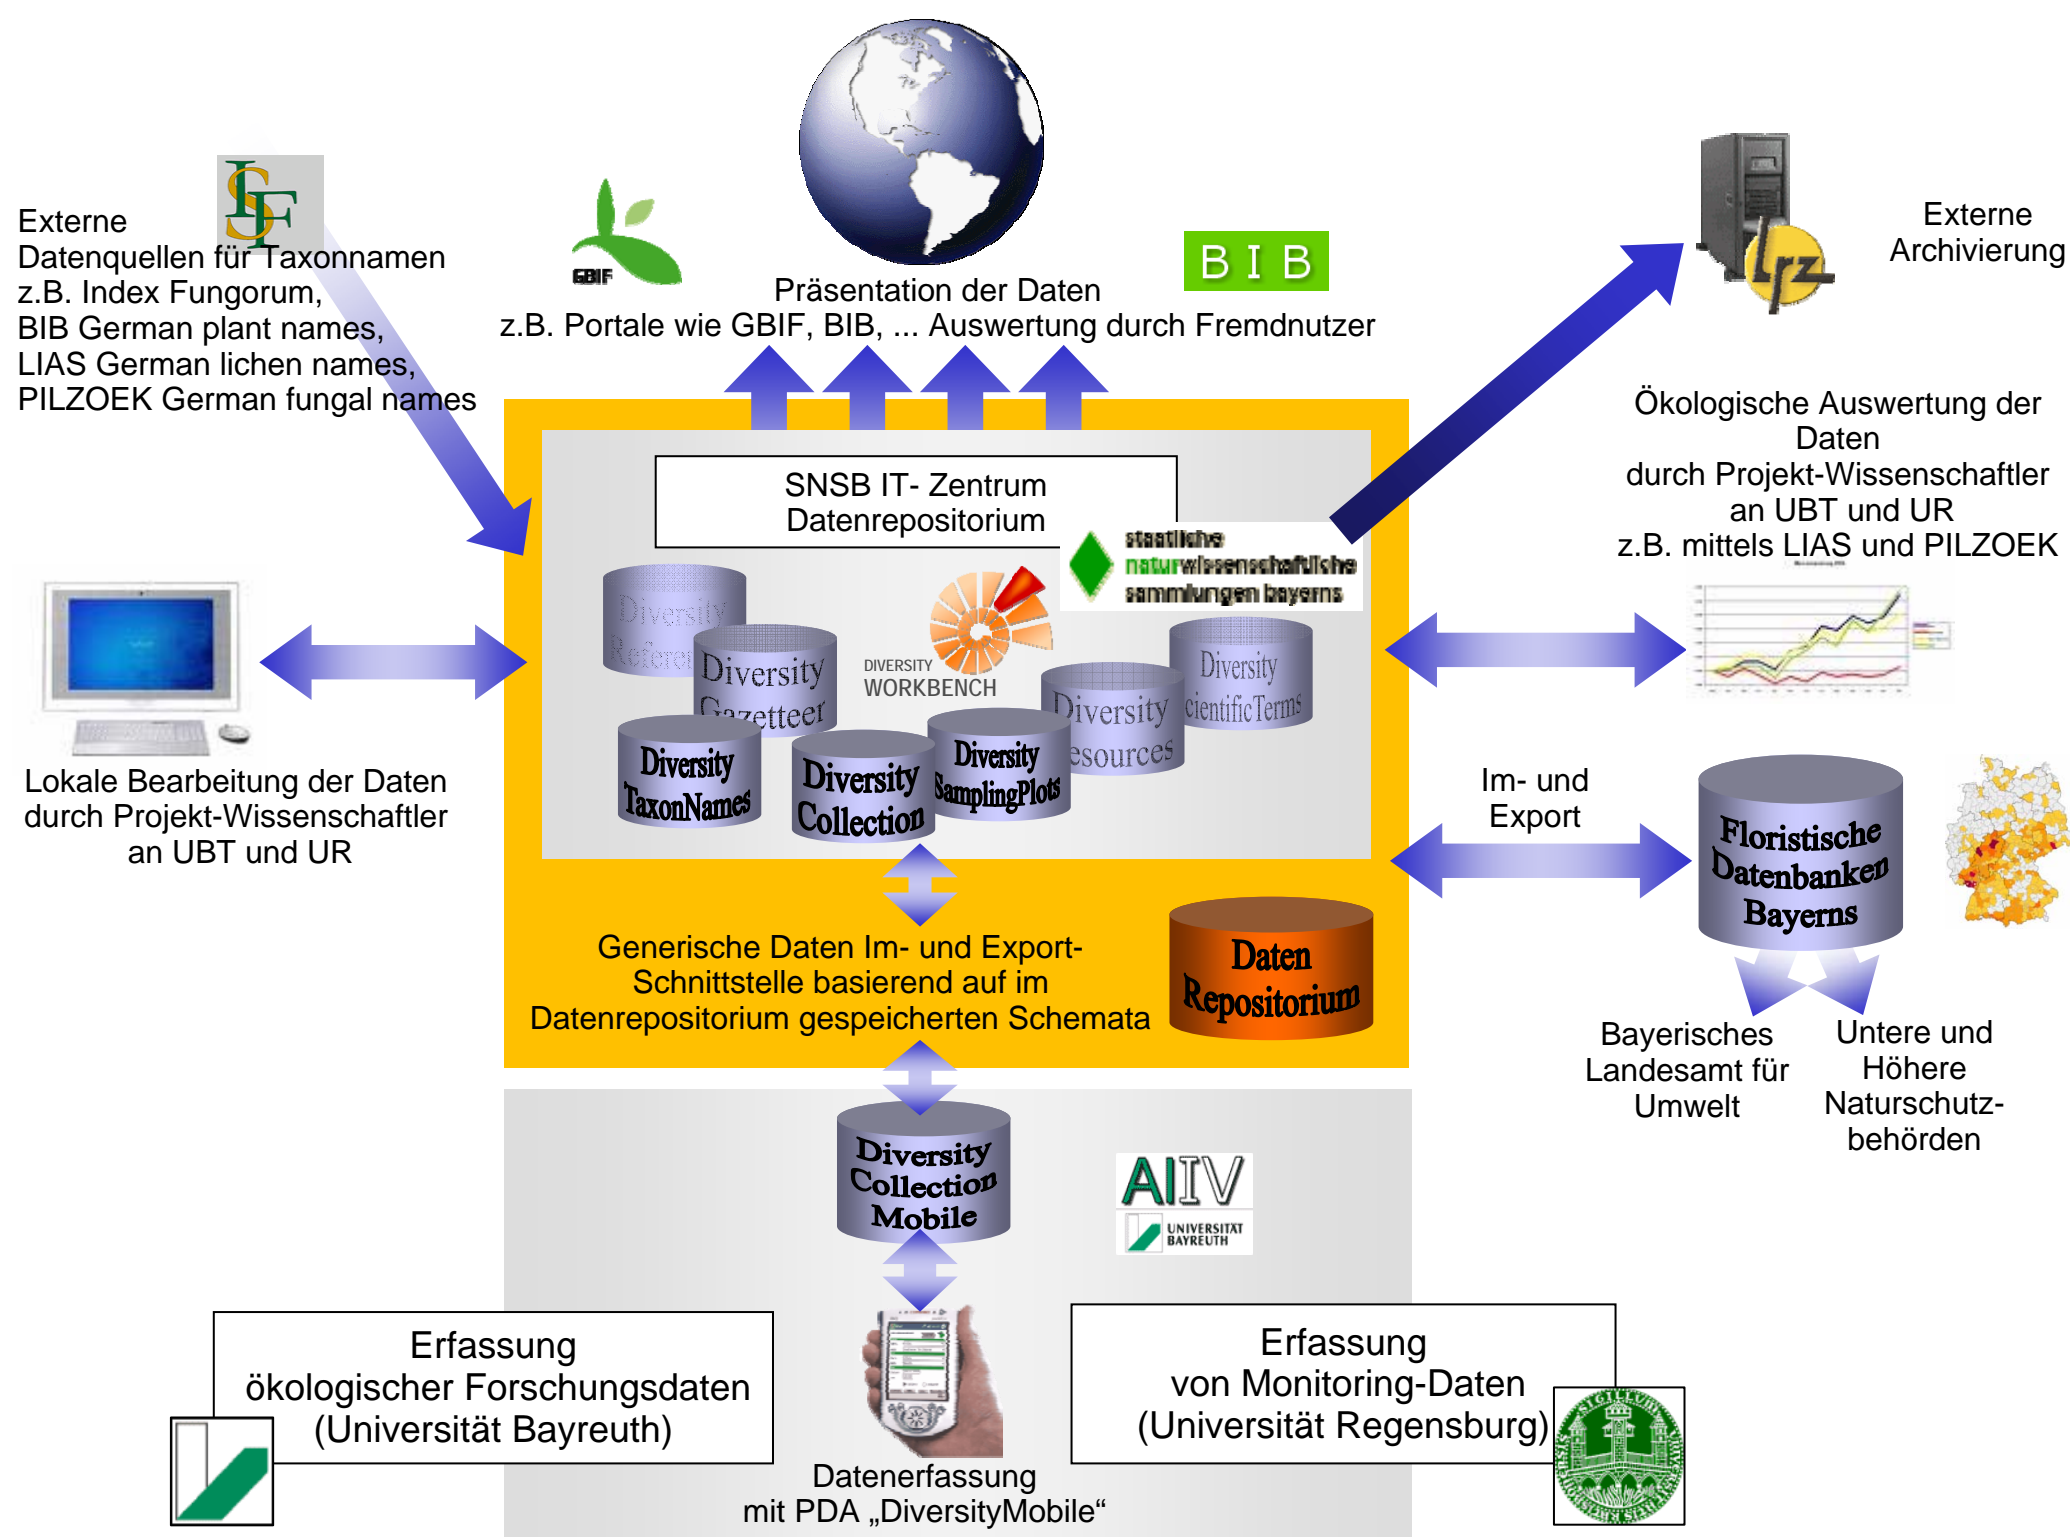 Externe
Datenquellen für Taxonnamen
z.B. Index Fungorum,
BIB German plant names,
LIAS German lichen names,
PILZOEK German fungal names
GBIF
BIB
Präsentation der Daten
z.B. Portale wie GBIF, BIB, ... Auswertung durch Fremdnutzer
lrz
Externe
Archivierung
SNSB IT- Zentrum
Datenrepositorium
staatliche
naturwissenschaftliche
sammlungen bayerns
Diversity
Diversity
Gazetteer
DIVERSITY
WORKBENCH
Diversity
Diversity
Diversity
TaxonNames
Diversity
Collection
Diversity
SamplingPlots
Ökologische Auswertung der
Daten
durch Projekt-Wissenschaftler
an UBT und UR
z.B. mittels LIAS und PILZOEK
Lokale Bearbeitung der Daten
durch Projekt-Wissenschaftler
an UBT und UR
Im- und
Export
Floristische
Datenbanken
Bayerns
Bayerisches
Landesamt für
Umwelt
Untere und
Höhere
Naturschutz-
behörden
Generische Daten Im- und Export-
Schnittstelle basierend auf im
Datenrepositorium gespeicherten Schemata
Daten
Repositorium
Diversity
Collection
Mobile
AIIV
UNIVERSITÄT
BAYREUTH
Erfassung
ökologischer Forschungsdaten
(Universität Bayreuth)
Erfassung
von Monitoring-Daten
(Universität Regensburg)
Datenerfassung
mit PDA „DiversityMobile“